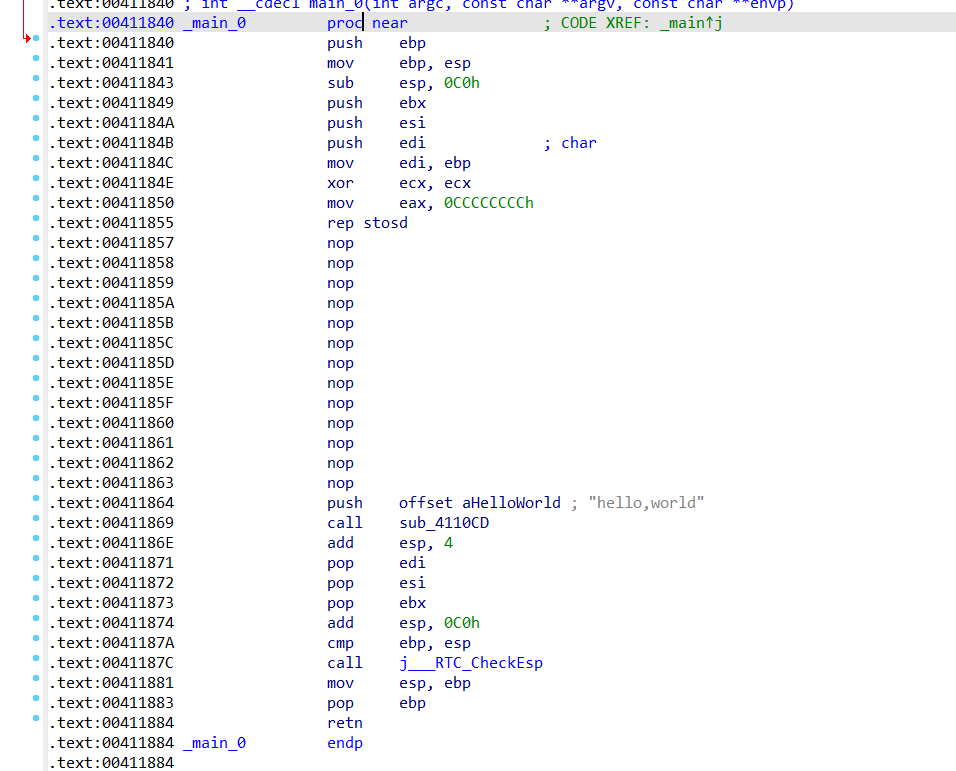 .text:00411840 ; int __cdecl main_0(int argc, const char **argv, const char **envp)
.text:00411840 _main_0         proc near               ; CODE XREF: _main↑j
.text:00411840                 push    ebp
.text:00411841                 mov     ebp, esp
.text:00411843                 sub     esp, 0C0h
.text:00411849                 push    ebx
.text:0041184A                 push    esi
.text:0041184B                 push    edi             ; char
.text:0041184C                 mov     edi, ebp
.text:0041184E                 xor     ecx, ecx
.text:00411850                 mov     eax, 0CCCCCCCCh
.text:00411855                 rep stosd
.text:00411857                 nop
.text:00411858                 nop
.text:00411859                 nop
.text:0041185A                 nop
.text:0041185B                 nop
.text:0041185C                 nop
.text:0041185D                 nop
.text:0041185E                 nop
.text:0041185F                 nop
.text:00411860                 nop
.text:00411861                 nop
.text:00411862                 nop
.text:00411863                 nop
.text:00411864                 push    offset aHelloWorld ; "hello,world"
.text:00411869                 call    sub_4110CD
.text:0041186E                 add     esp, 4
.text:00411871                 pop     edi
.text:00411872                 pop     esi
.text:00411873                 pop     ebx
.text:00411874                 add     esp, 0C0h
.text:0041187A                 cmp     ebp, esp
.text:0041187C                 call    j___RTC_CheckEsp
.text:00411881                 mov     esp, ebp
.text:00411883                 pop     ebp
.text:00411884                 retn
.text:00411884 _main_0         endp
.text:00411884